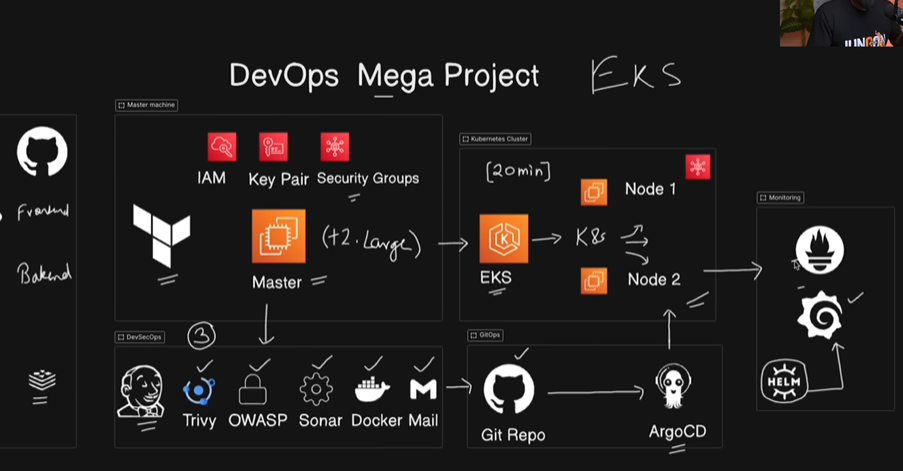 DevOps Mega Project EKS
Master machine
IAM Key Pair Security Groups
(t2.Large)
Master
Frontend
Bakend
Kubernetes Cluster
[20min]
Node 1
EKS
K8s
Node 2
Monitoring
HELM
DevSecOps
3
Trivy OWASP Sonar Docker Mail
GitOps
Git Repo
ArgoCD